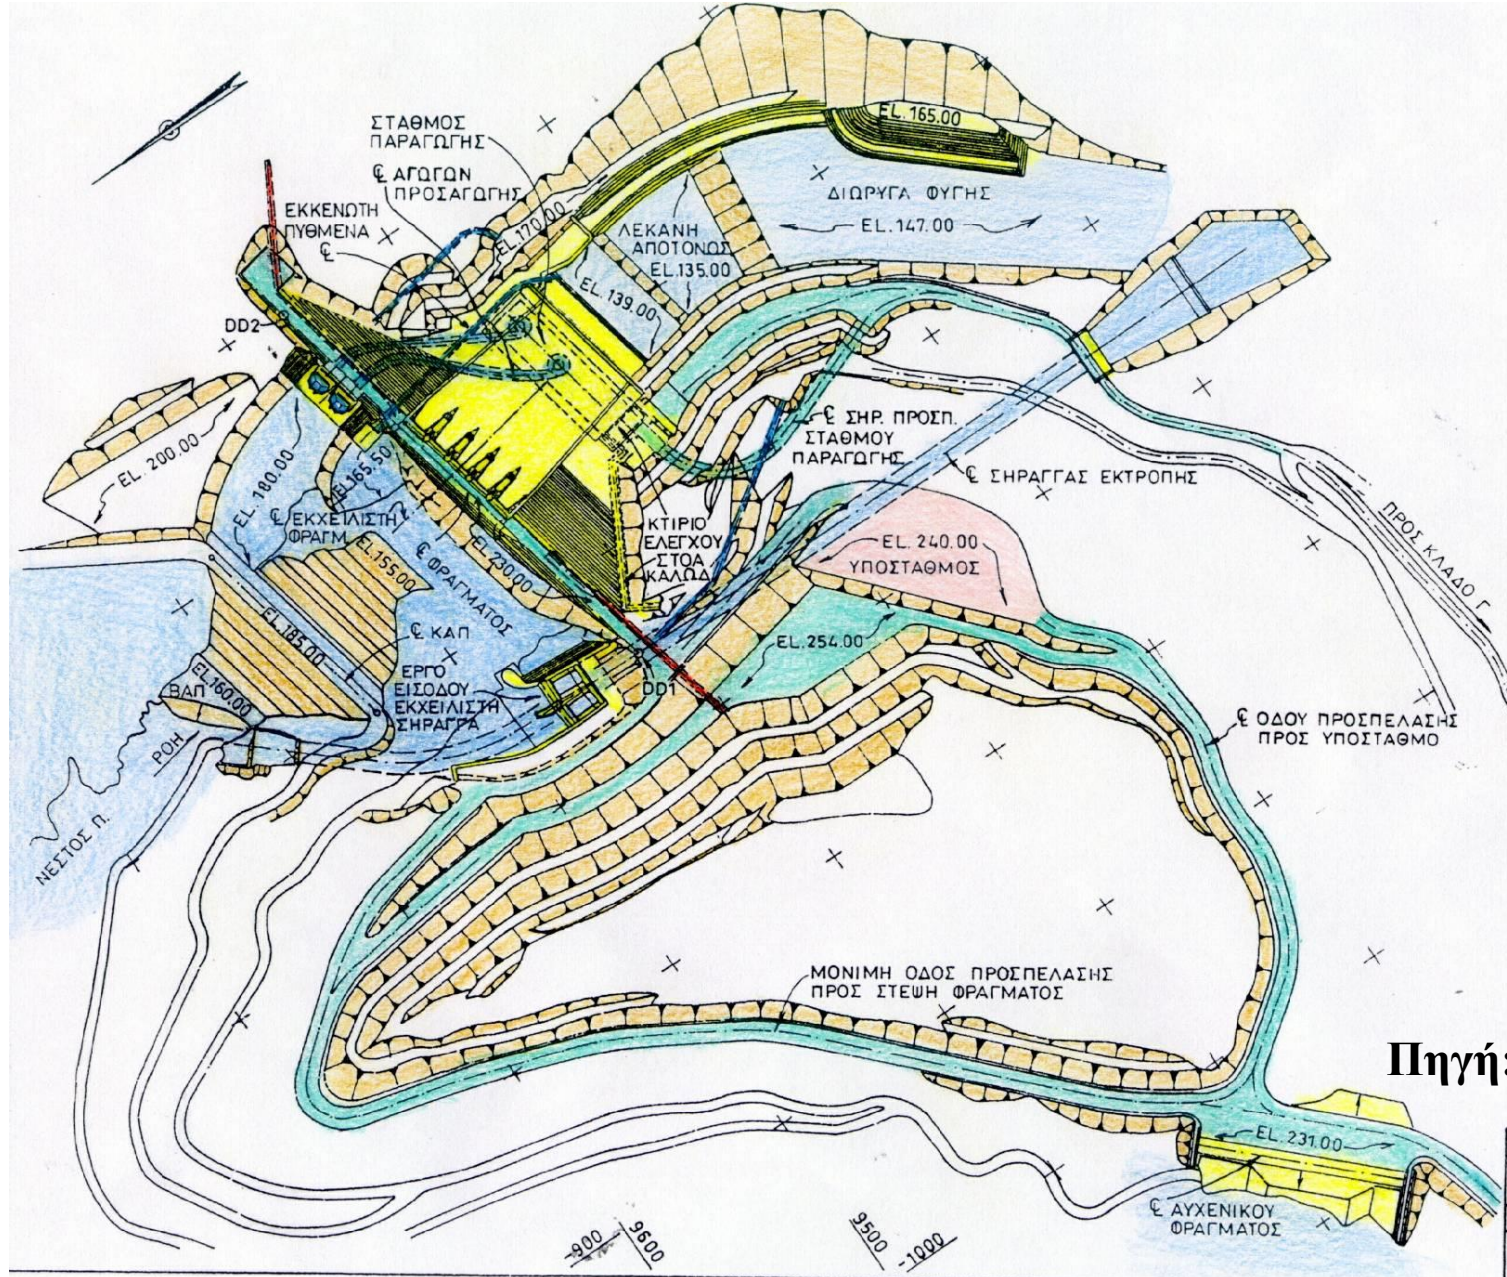 ΣΤΑΘΜΟΣ
ΠΑΡΑΓΩΓΗΣ
℄ ΑΓΩΓΩΝ
ΠΡΟΣΑΓΩΓΗΣ
ΕΚΚΕΝΩΤΗ
ΠΥΘΜΕΝΑ
℄
EL.170.00
EL.165.00
ΔΙΩΡΥΓΑ ΦΥΓΗΣ
EL.147.00
ΛΕΚΑΝΗ
ΑΠΟΤΟΝΩΣ
EL.135.00
EL.139.00
DD2
EL.200.00
EL.180.00
EL.165.50
℄ ΕΚΧΕΙΛΙΣΤΗ
ΦΡΑΓΜ.
EL.155.00
℄ ΦΡΑΓΜΑΤΟΣ
EL.230.00
℄ ΣΗΡ. ΠΡΟΣΠ.
ΣΤΑΘΜΟΥ
ΠΑΡΑΓΩΓΗΣ
℄ ΣΗΡΑΓΓΑΣ ΕΚΤΡΟΠΗΣ
ΠΡΟΣ ΚΛΑΔΟ Γ
ΚΤΙΡΙΟ
ΕΛΕΓΧΟΥ
ΣΤΟΑ
ΚΑΛΩΔ.
EL.240.00
ΥΠΟΣΤΑΘΜΟΣ
EL.254.00
EL.185.00
℄ ΚΑΠ
ΒΑΠ
EL160.00
ΡΟΗ
ΝΕΣΤΟΣ Π.
ΕΡΓΟ
ΕΙΣΟΔΟΥ
ΕΚΧΕΙΛΙΣΤΗ
ΣΗΡΑΓΓΑ
DD1
℄ ΟΔΟΥ ΠΡΟΣΠΕΛΑΣΗΣ
ΠΡΟΣ ΥΠΟΣΤΑΘΜΟ
ΜΟΝΙΜΗ ΟΔΟΣ ΠΡΟΣΠΕΛΑΣΗΣ
ΠΡΟΣ ΣΤΕΨΗ ΦΡΑΓΜΑΤΟΣ
Πηγή:
EL.231.00
℄ ΑΥΧΕΝΙΚΟΥ
ΦΡΑΓΜΑΤΟΣ
-900
9600
9500
-1000